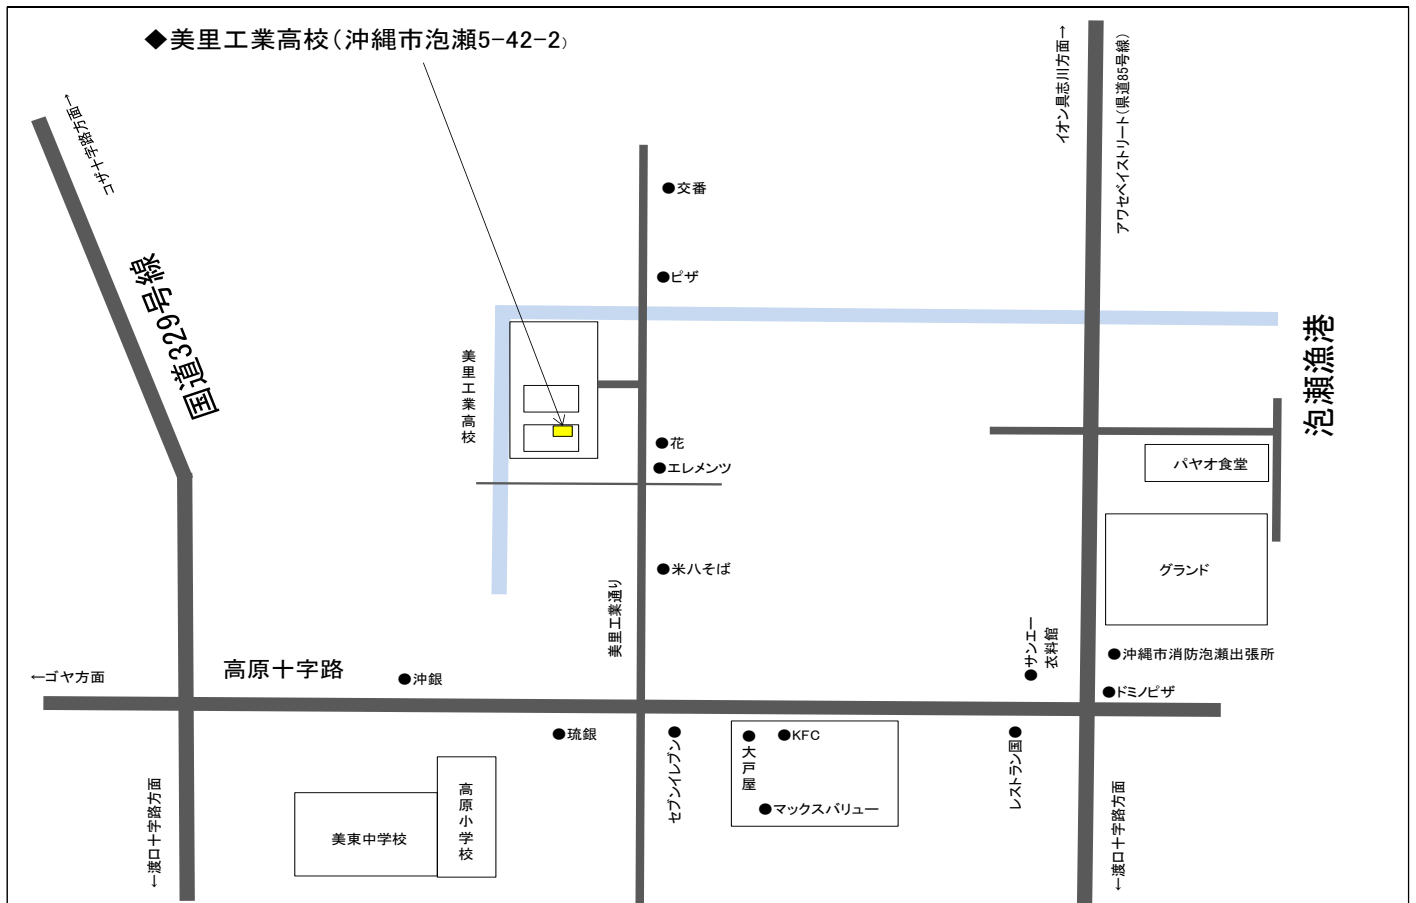 ◆美里工業高校(沖縄市泡瀬5-42-2)
イオン具志川方面→
アワセベイストリート(県道85号線)
コザ十字路方面→
●交番
国道329号線
●ピザ
泡瀬漁港
美里工業高校
●花
●エレメンツ
パヤオ食堂
●米八そば
グランド
美里工業通り
●サンエー
衣料館
●沖縄市消防泡瀬出張所
←ゴヤ方面
高原十字路
●沖銀
●ドミノピザ
●琉銀
セブンイレブン●
●大戸屋
●KFC
レストラン国●
●マックスバリュー
高原小学校
美東中学校
←渡口十字路方面
←渡口十字路方面